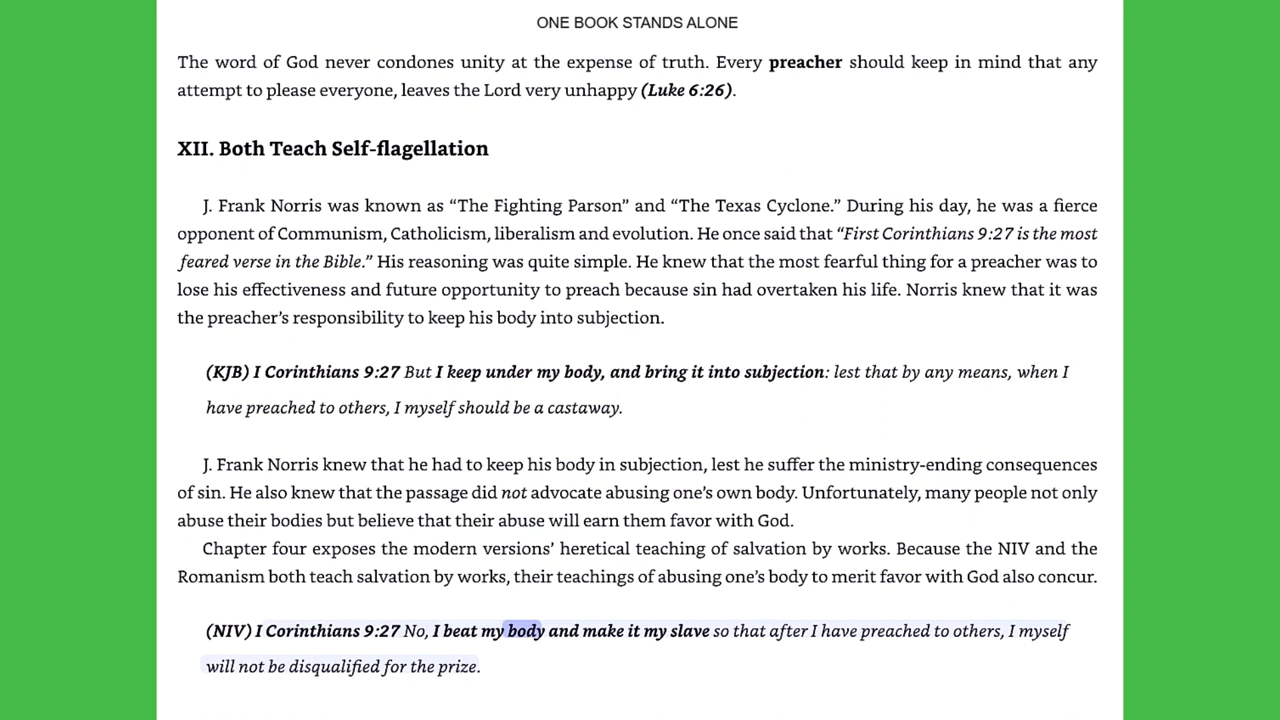 ONE BOOK STANDS ALONE
The word of God never condones unity at the expense of truth. Every preacher should keep in mind that any
attempt to please everyone, leaves the Lord very unhappy (Luke 6:26).
XII. Both Teach Self-flagellation
J. Frank Norris was known as “The Fighting Parson” and “The Texas Cyclone.” During his day, he was a fierce
opponent of Communism, Catholicism, liberalism and evolution. He once said that “First Corinthians 9:27 is the most
feared verse in the Bible.” His reasoning was quite simple. He knew that the most fearful thing for a preacher was to
lose his effectiveness and future opportunity to preach because sin had overtaken his life. Norris knew that it was
the preacher’s responsibility to keep his body into subjection.
(KJB) I Corinthians 9:27 But I keep under my body, and bring it into subjection: lest that by any means, when I
have preached to others, I myself should be a castaway.
J. Frank Norris knew that he had to keep his body in subjection, lest he suffer the ministry-ending consequences
of sin. He also knew that the passage did not advocate abusing one’s own body. Unfortunately, many people not only
abuse their bodies but believe that their abuse will earn them favor with God.
Chapter four exposes the modern versions’ heretical teaching of salvation by works. Because the NIV and the
Romanism both teach salvation by works, their teachings of abusing one’s body to merit favor with God also concur.
(NIV) I Corinthians 9:27 No, I beat my body and make it my slave so that after I have preached to others, I myself
will not be disqualified for the prize.